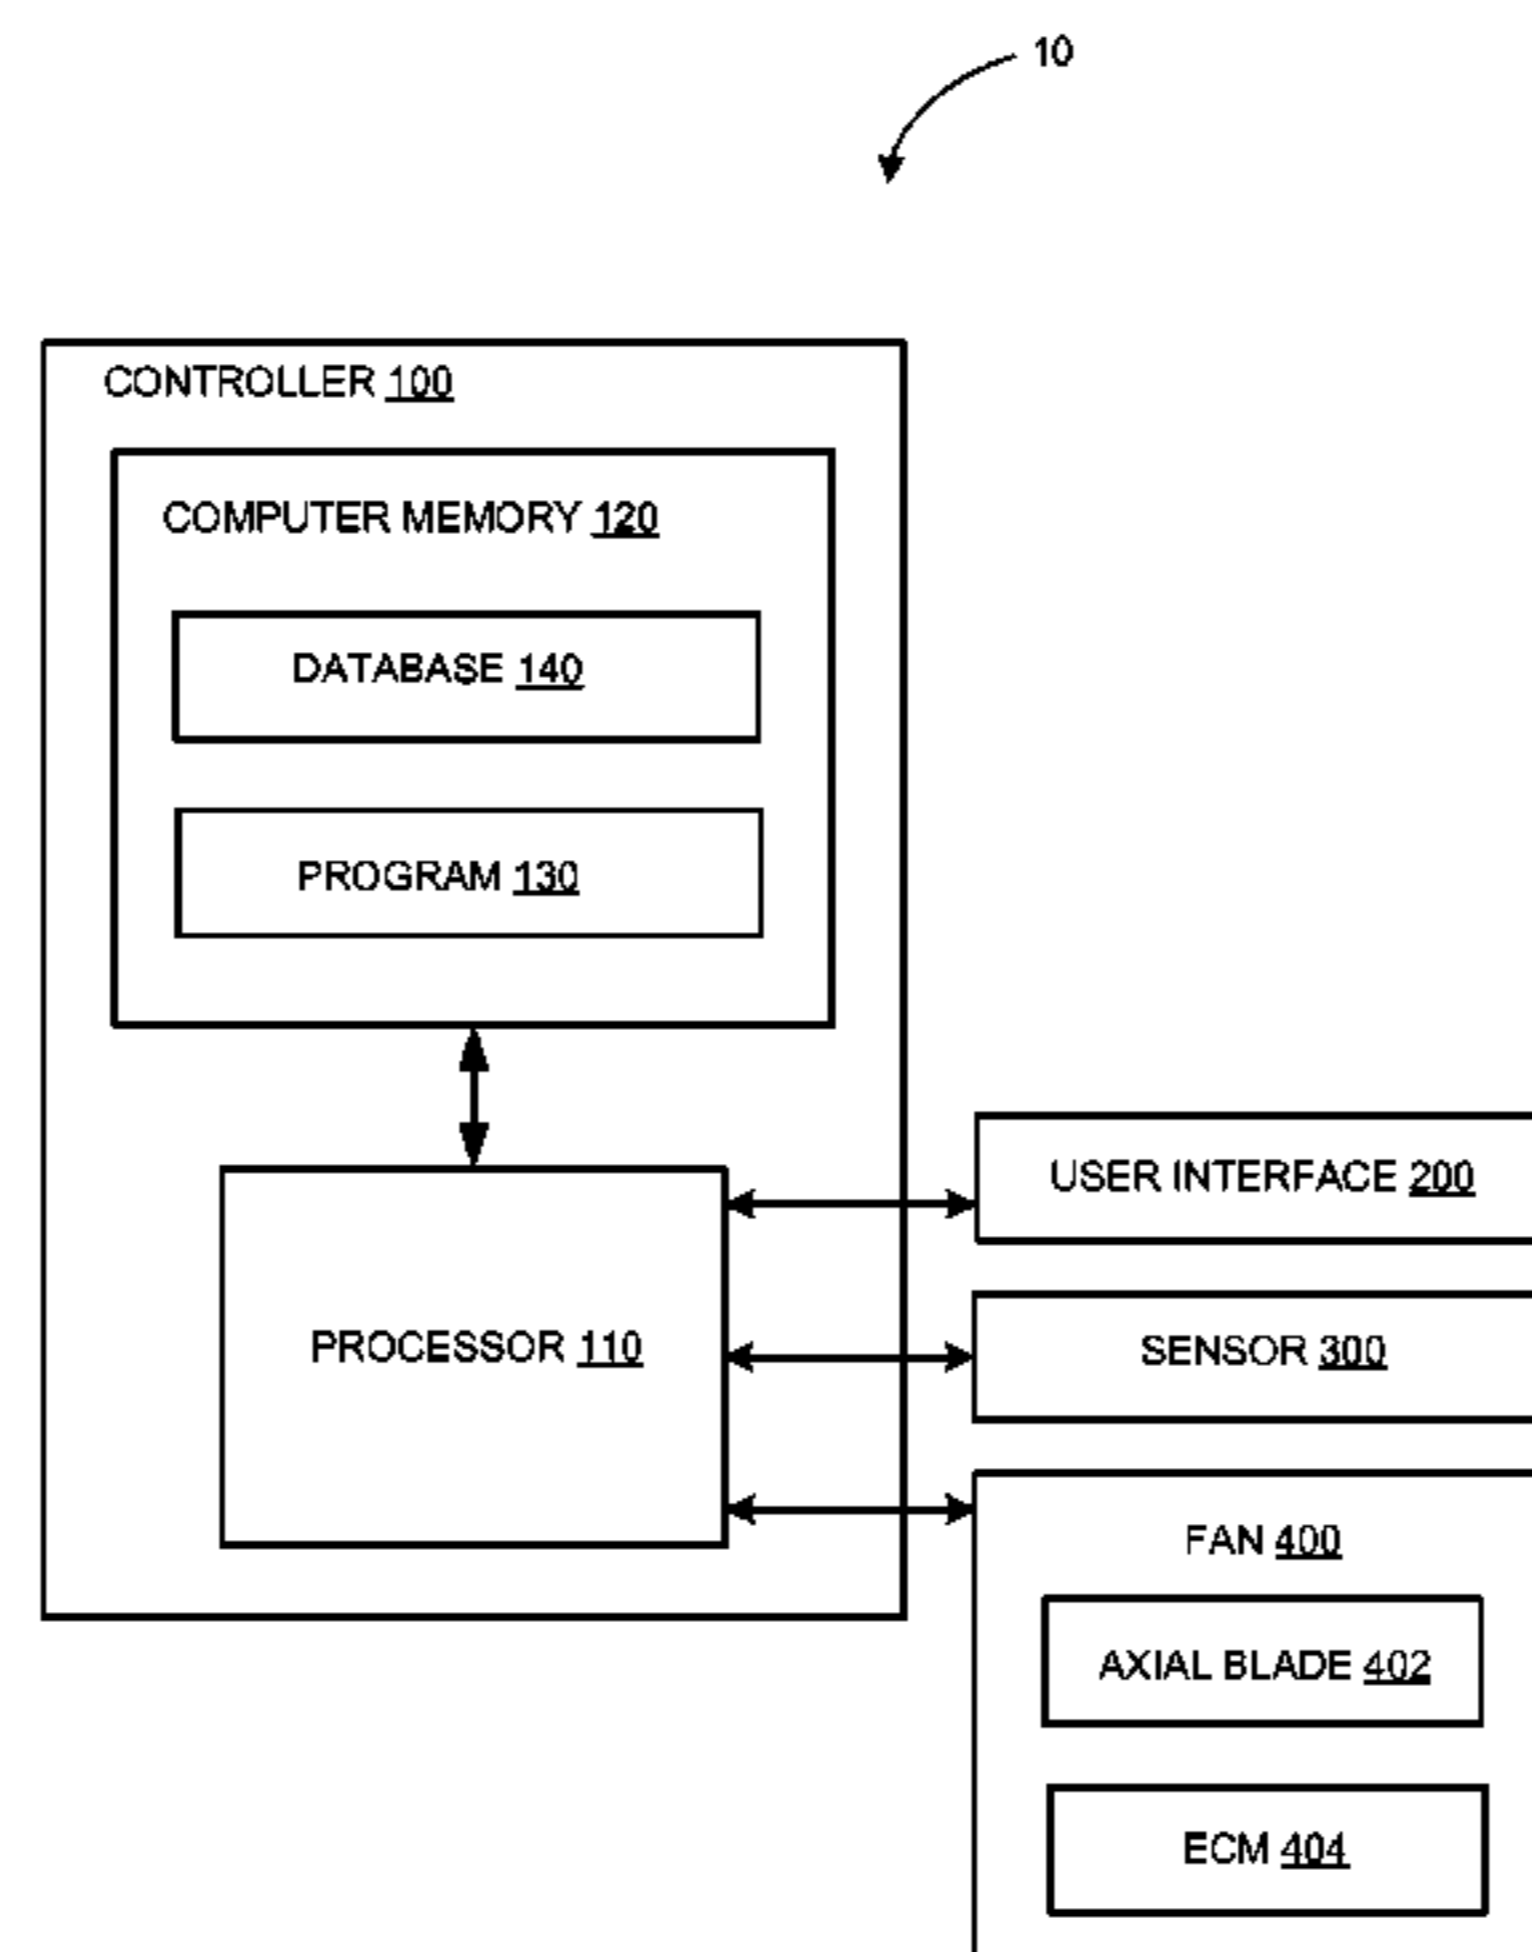 10
CONTROLLER 100
COMPUTER MEMORY 120
DATABASE 140
PROGRAM 130
PROCESSOR 110
USER INTERFACE 200
SENSOR 300
FAN 400
AXIAL BLADE 402
ECM 404